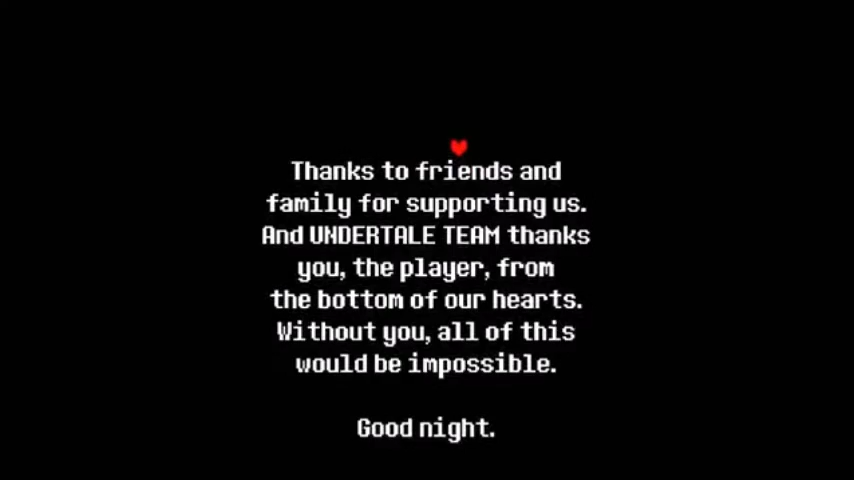 Thanks to friends and
family for supporting us.
And UNDERTALE TEAM thanks
you, the player, from
the bottom of our hearts.
Without you, all of this
would be impossible.
Good night.